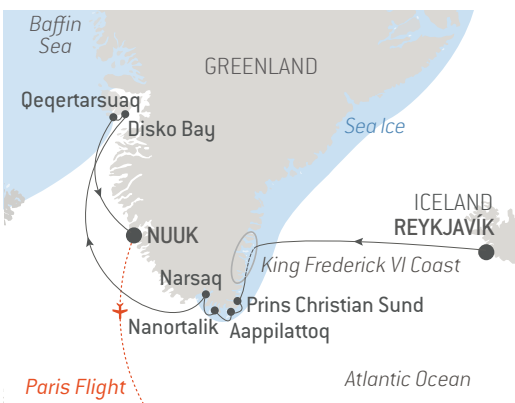 Baffin
Sea
GREENLAND
Qeqertarsuaq
Disko Bay
Sea Ice
ICELAND
REYKJAVÍK
NUUK
King Frederick VI Coast
Narsaq
Prins Christian Sund
Nanortalik
Aappilattoq
Paris Flight
Atlantic Ocean